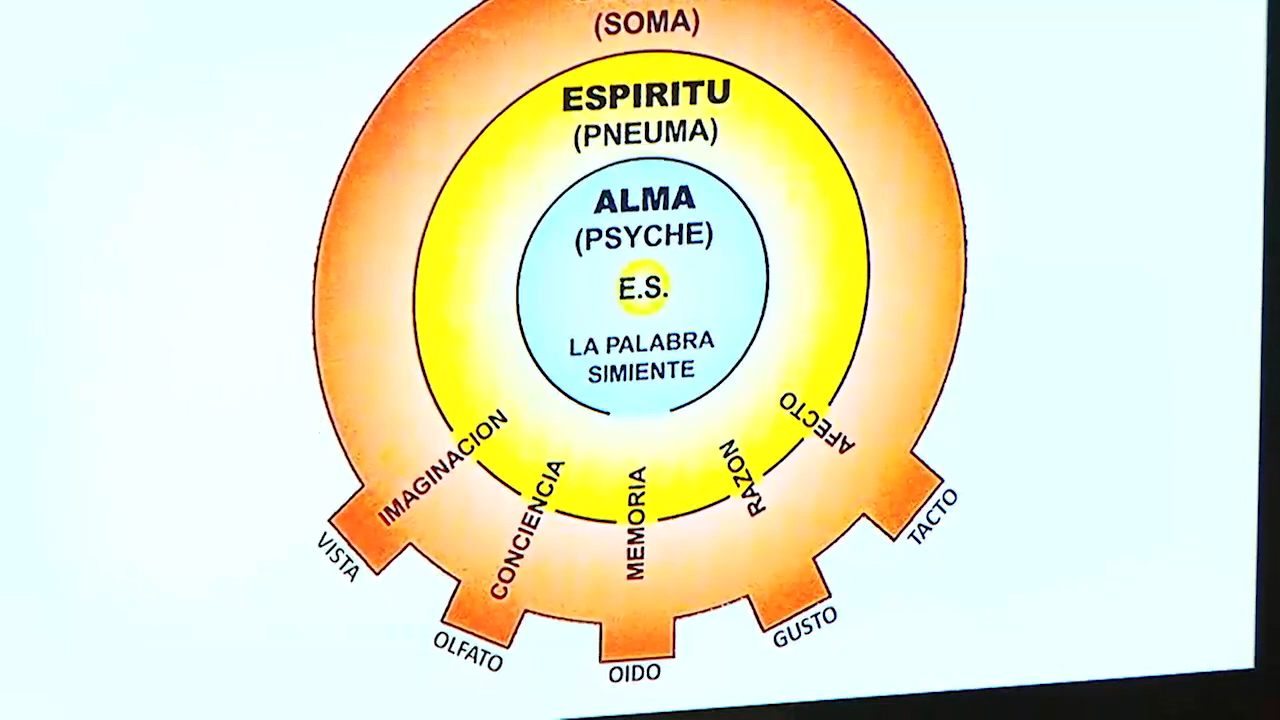 (SOMA)
ESPIRITU
(PNEUMA)
ALMA
(PSYCHE)
E.S.
LA PALABRA
SIMIENTE
IMAGINACION
CONCIENCIA
MEMORIA
RAZON
AFECTO
VISTA
OLFATO
OIDO
GUSTO
TACTO